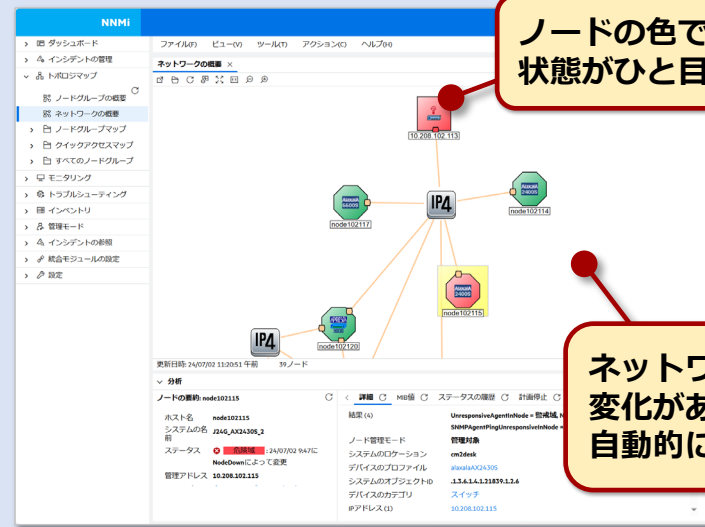 NNMi
ダッシュボード
インシデントの管理
トポロジマップ
ノードグループの概要
ネットワークの概要
ノードグループマップ
クイックアクセスマップ
すべてのノードグループ
モニタリング
トラブルシューティング
インベントリ
管理モード
インシデントの参照
統合モジュールの設定
設定
ファイル(F) ビュー(V) ツール(T) アクション(C) ヘルプ(H)
ネットワークの概要 ×
ノードの色で
状態がひと目
10.208.102.113
IP4
node102117
node102114
node102115
node102120
IP4
ネットワ
変化があ
自動的に
更新日時: 24/07/02 11:20:51 午前 39ノード
分析
ノードの要約: node102115
ホスト名 node102115
システムの名前 J24G_AX2430S_2
ステータス 危険域 : 24/07/02 9:47に
NodeDownによって変更
管理アドレス 10.208.102.115
詳細 MIB値 ステータスの履歴 計画停止
結果 (4) UnresponsiveAgentInNode = 警戒域, N
SNMPAgentPingUnresponsiveInNode =
ノード管理モード 管理対象
システムのロケーション cm2desk
デバイスのプロファイル alaxalaAX2430S
システムのオブジェクトID .1.3.6.1.4.1.21839.1.2.6
デバイスのカテゴリ スイッチ
IPアドレス (1) 10.208.102.115